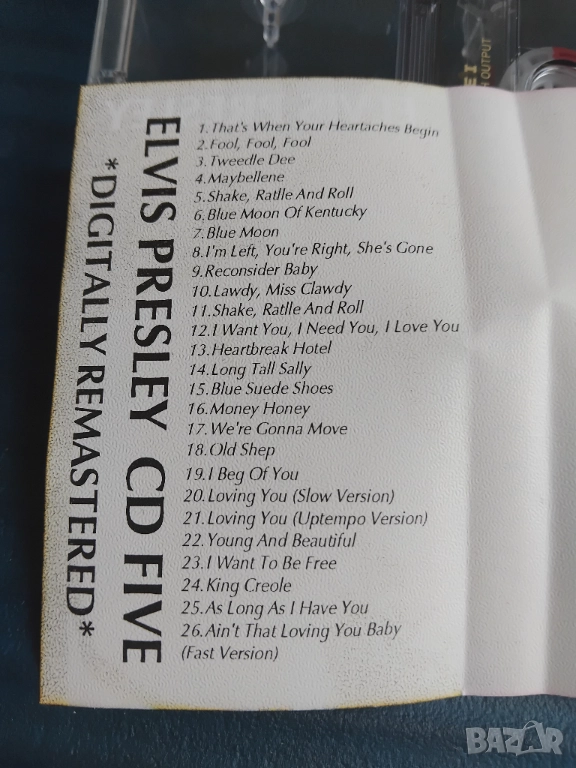 EI
H OUTPUT
ELVIS PRESLEY CD FIVE
*DIGITALLY REMASTERED*
1.That's When Your Heartaches Begin
2.Fool, Fool, Fool
3.Tweedle Dee
4.Maybellene
5.Shake, Ratlle And Roll
6.Blue Moon Of Kentucky
7.Blue Moon
8.I'm Left, You're Right, She's Gone
9.Reconsider Baby
10.Lawdy, Miss Clawdy
11.Shake, Ratlle And Roll
12.I Want You, I Need You, I Love You
13.Heartbreak Hotel
14.Long Tall Sally
15.Blue Suede Shoes
16.Money Honey
17.We're Gonna Move
18.Old Shep
19.I Beg Of You
20.Loving You (Slow Version)
21.Loving You (Uptempo Version)
22.Young And Beautiful
23.I Want To Be Free
24.King Creole
25.As Long As I Have You
26.Ain't That Loving You Baby
(Fast Version)
BAZAR